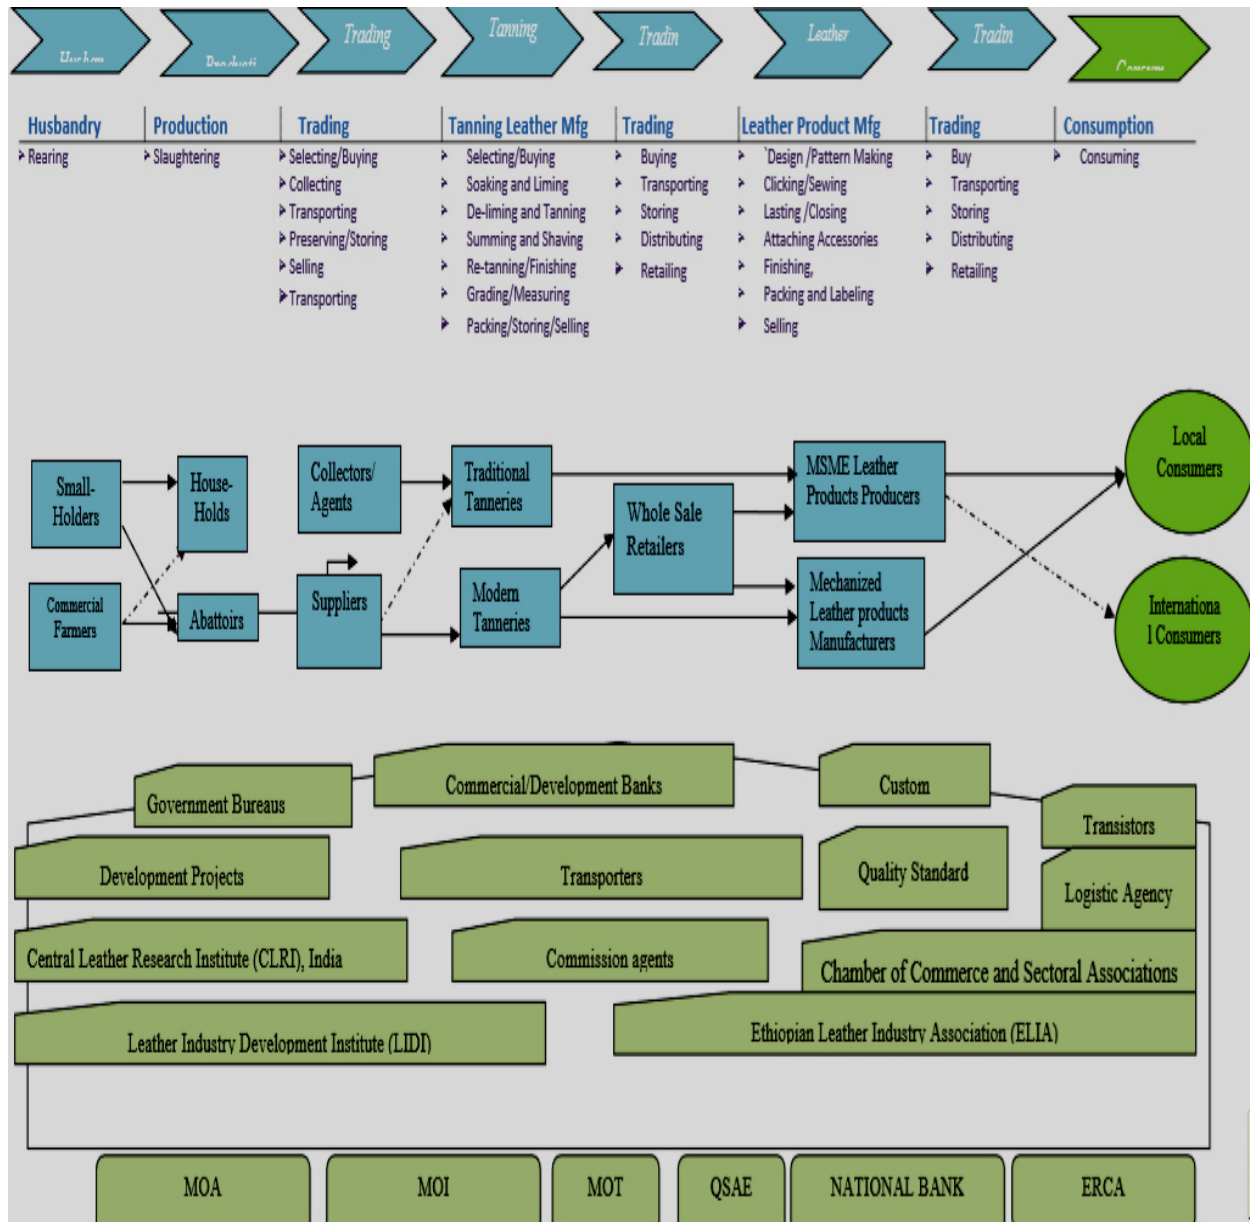 Trading
Tanning
Tradin
Leather
Tradin
Husbandry
Rearing
Production
Slaughtering
Trading
Selecting/Buying
Collecting
Transporting
Preserving/Storing
Selling
Transporting
Tanning Leather Mfg
Selecting/Buying
Soaking and Liming
De-liming and Tanning
Summing and Shaving
Re-tanning/Finishing
Grading/Measuring
Packing/Storing/Selling
Trading
Buying
Transporting
Storing
Distributing
Retailing
Leather Product Mfg
`Design /Pattern Making
Clicking/Sewing
Lasting /Closing
Attaching Accessories
Finishing,
Packing and Labeling
Selling
Trading
Buy
Transporting
Storing
Distributing
Retailing
Consumption
Consuming
Small-
Holders
House-
Holds
Collectors/
Agents
Traditional
Tanneries
MSME Leather
Products Producers
Local
Consumers
Whole Sale
Retailers
Commercial
Farmers
Abattoirs
Suppliers
Modern
Tanneries
Mechanized
Leather products
Manufacturers
Internationa
l Consumers
Government Bureaus
Commercial/Development Banks
Custom
Transistors
Development Projects
Transporters
Quality Standard
Logistic Agency
Central Leather Research Institute (CLRI), India
Commission agents
Chamber of Commerce and Sectoral Associations
Leather Industry Development Institute (LIDI)
Ethiopian Leather Industry Association (ELIA)
MOA
MOI
MOT
QSAE
NATIONAL BANK
ERCA